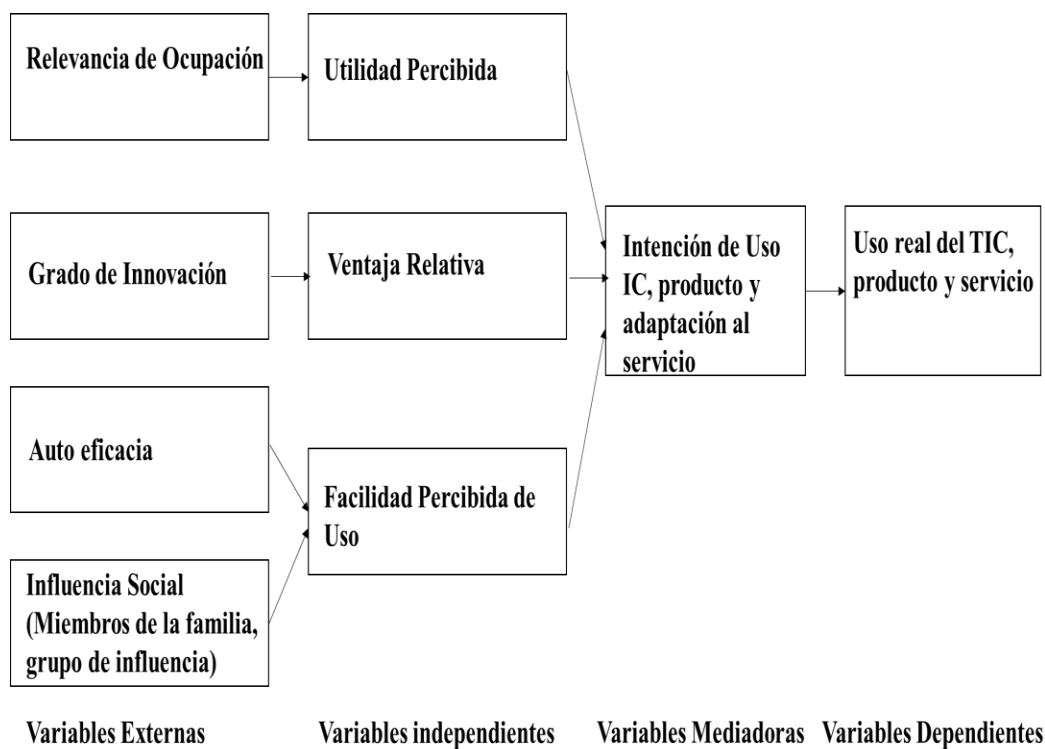 Relevancia de Ocupación
Utilidad Percibida
Grado de Innovación
Ventaja Relativa
Intención de Uso
IC, producto y
adaptación al
servicio
Uso real del TIC,
producto y servicio
Auto eficacia
Facilidad Percibida de
Uso
Influencia Social
(Miembros de la familia,
grupo de influencia)
Variables Externas
Variables independientes
Variables Mediadoras
Variables Dependientes